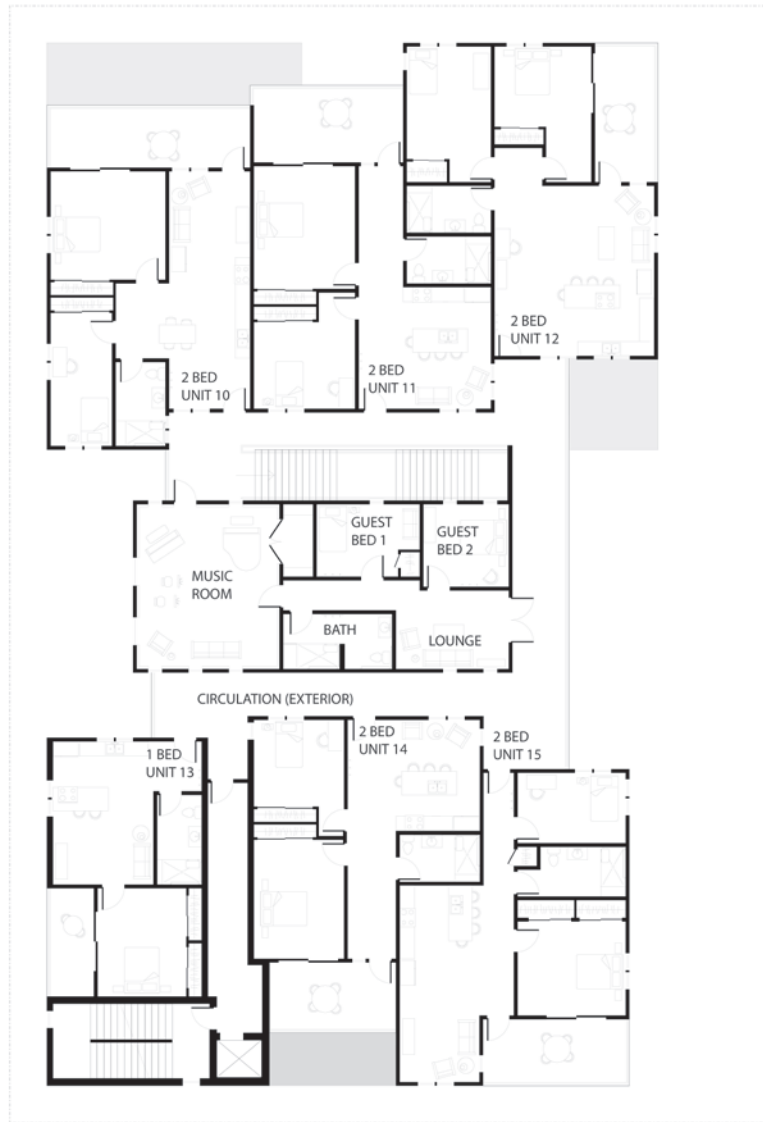 2 BED
UNIT 10
2 BED
UNIT 11
2 BED
UNIT 12
GUEST
BED 1
GUEST
BED 2
MUSIC
ROOM
BATH
LOUNGE
CIRCULATION (EXTERIOR)
1 BED
UNIT 13
2 BED
UNIT 14
2 BED
UNIT 15